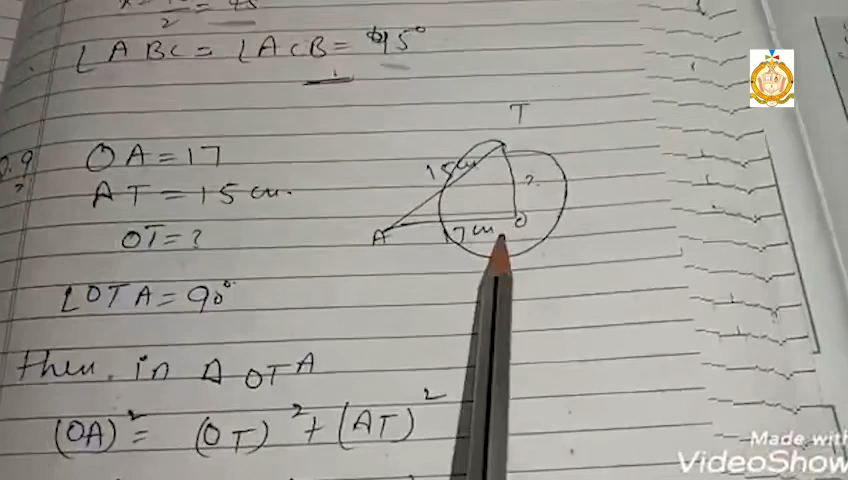 2
∠ABC = ∠ACB = 45°
Q.9
OA = 17
AT = 15 cm.
OT = ?
∠OTA = 90°
then. in Δ OTA
(OA)² = (OT)² + (AT)²
T
15 cm
?
A
17 cm
O
Made with
VideoShow